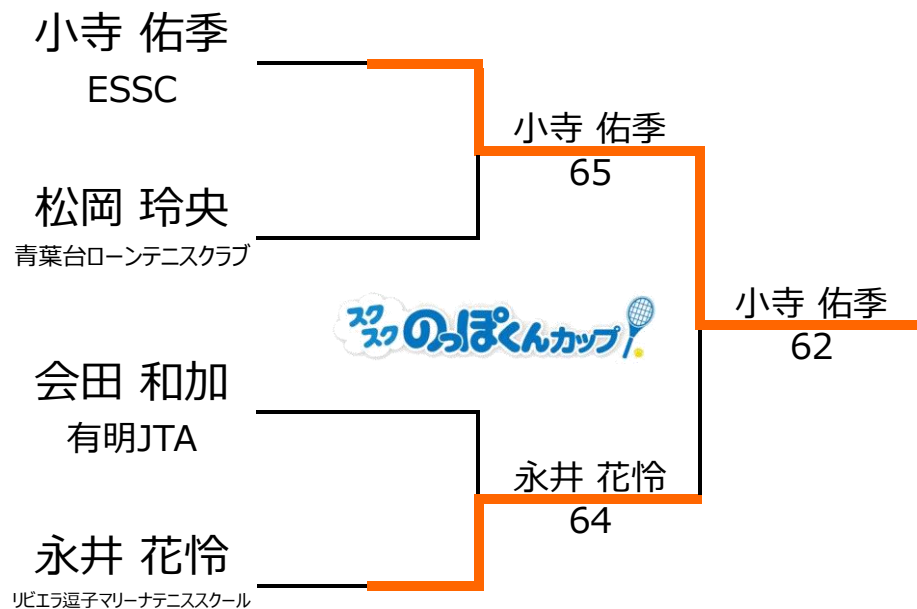 小寺 佑季
ESSC
小寺 佑季
65
松岡 玲央
青葉台ローンテニスクラブ
スク
スク のっぽくんカップ
小寺 佑季
62
会田 和加
有明JTA
永井 花怜
64
永井 花怜
リビエラ逗子マリーナテニススクール